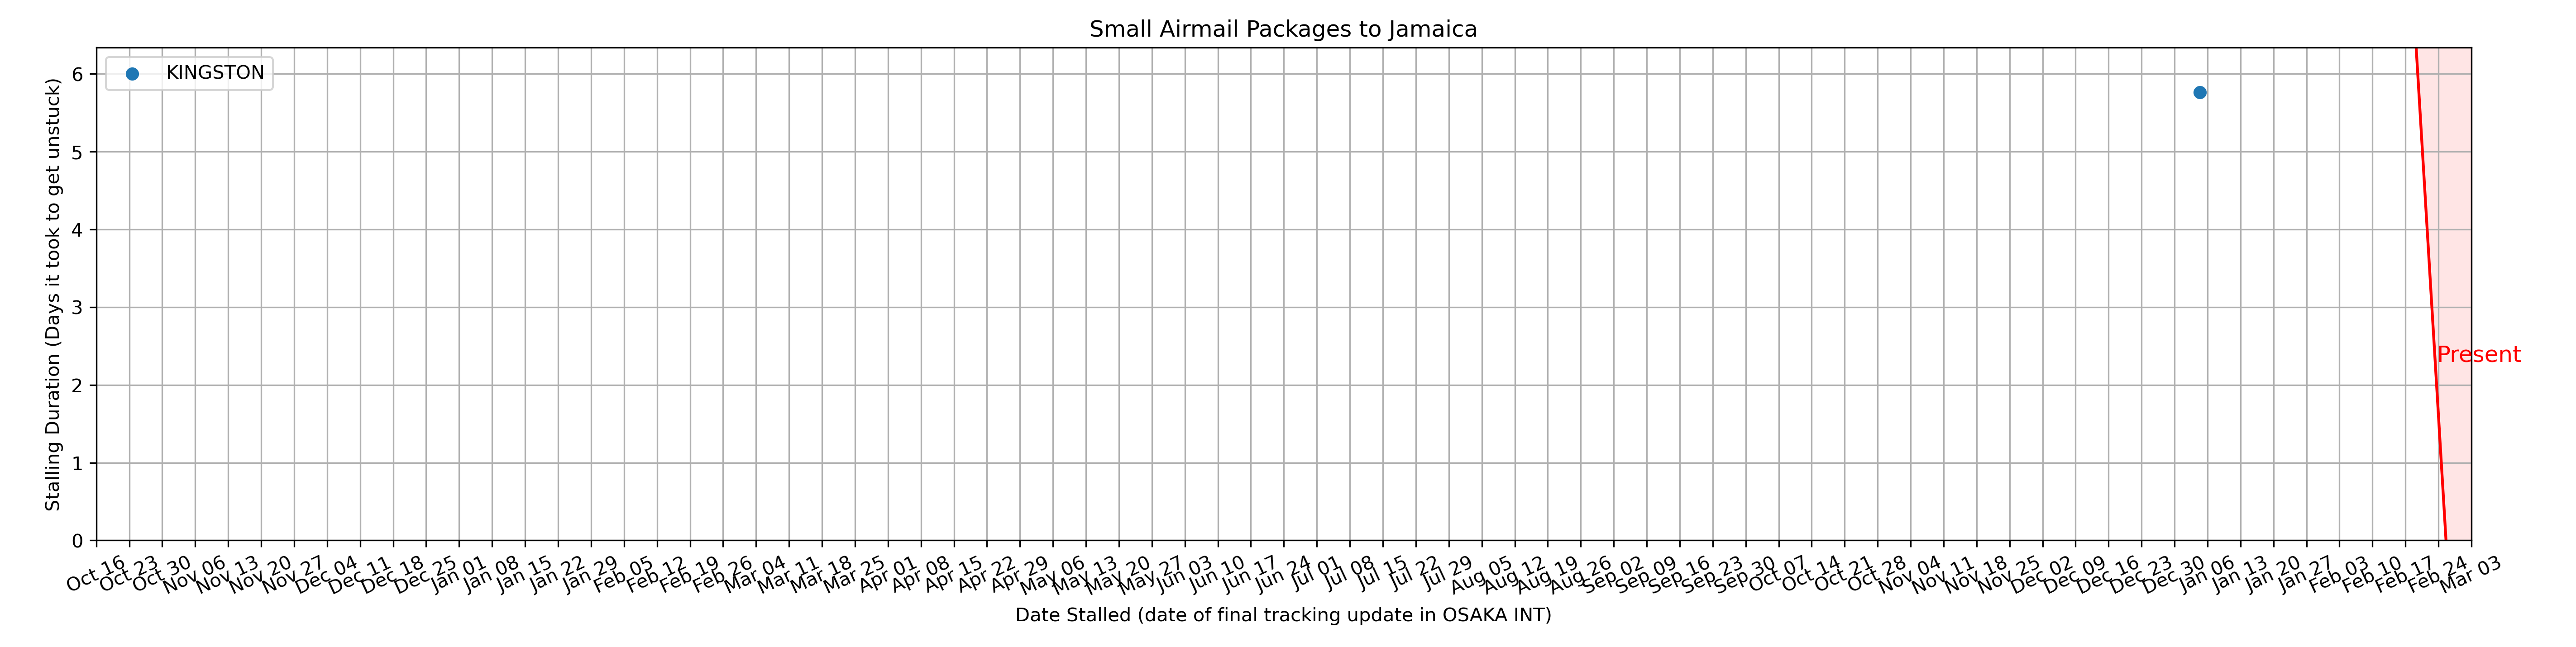 Small Airmail Packages to Jamaica
KINGSTON
Stalling Duration (Days it took to get unstuck)
6
5
4
3
2
1
0
Present
Oct 16 Oct 23 Oct 30 Nov 06 Nov 13 Nov 20 Nov 27 Dec 04 Dec 11 Dec 18 Dec 25 Jan 01 Jan 08 Jan 15 Jan 22 Jan 29 Feb 05 Feb 12 Feb 19 Feb 26 Mar 04 Mar 11 Mar 18 Mar 25 Apr 01 Apr 08 Apr 15 Apr 22 Apr 29 May 06 May 13 May 20 May 27 Jun 03 Jun 10 Jun 17 Jun 24 Jul 01 Jul 08 Jul 15 Jul 22 Jul 29 Aug 05 Aug 12 Aug 19 Aug 26 Sep 02 Sep 09 Sep 16 Sep 23 Sep 30 Oct 07 Oct 14 Oct 21 Oct 28 Nov 04 Nov 11 Nov 18 Nov 25 Dec 02 Dec 09 Dec 16 Dec 23 Dec 30 Jan 06 Jan 13 Jan 20 Jan 27 Feb 03 Feb 10 Feb 17 Feb 24 Mar 03
Date Stalled (date of final tracking update in OSAKA INT)